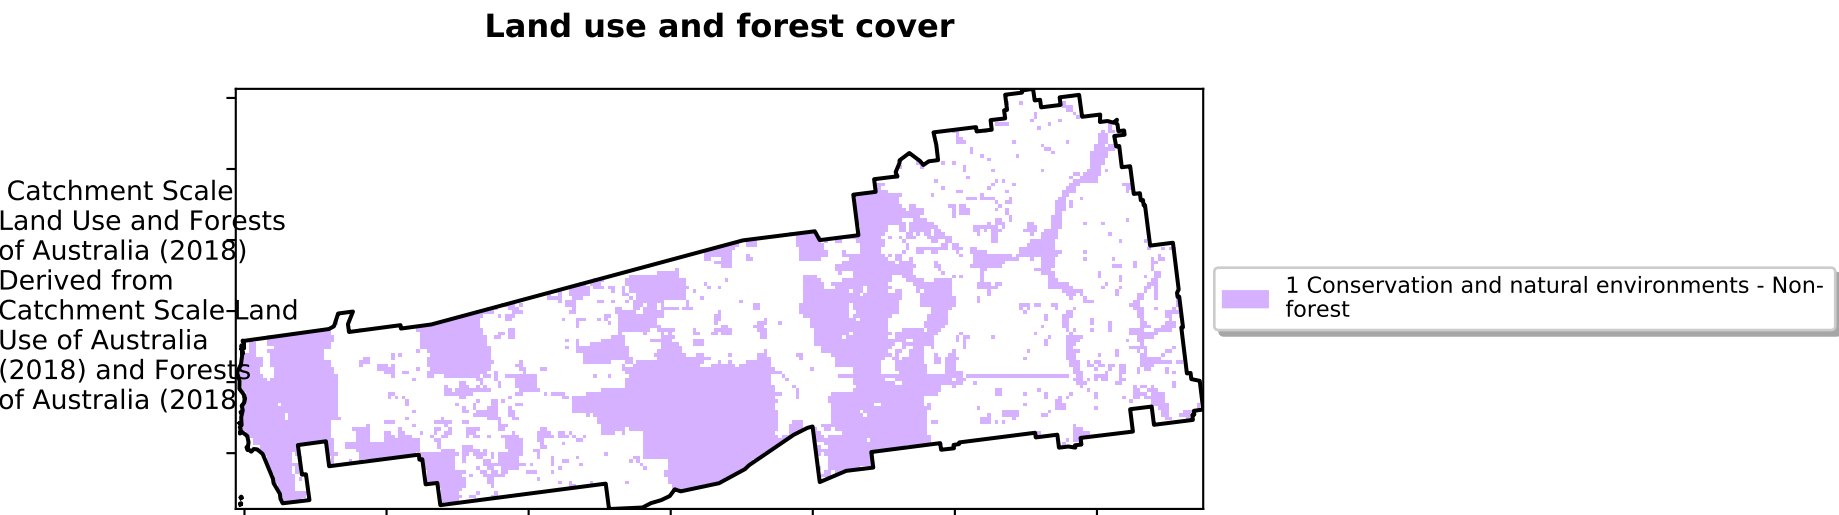 Land use and forest cover
Catchment Scale
Land Use and Forests
of Australia (2018)
Derived from
Catchment Scale Land
Use of Australia
(2018) and Forests
of Australia (2018
1 Conservation and natural environments - Non-
forest